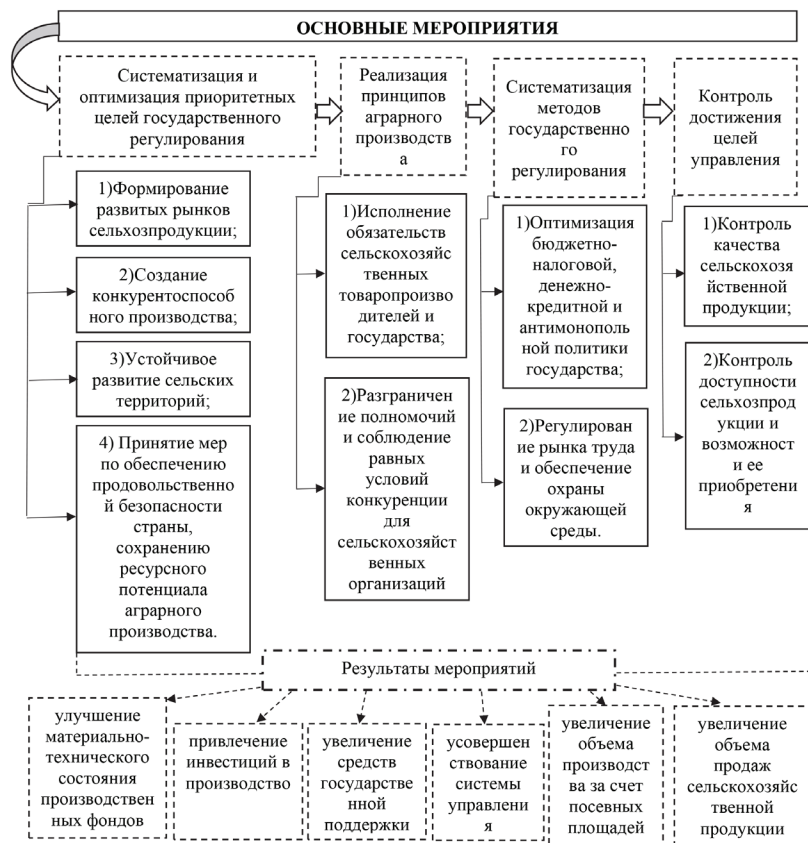 ОСНОВНЫЕ МЕРОПРИЯТИЯ
Систематизация и
оптимизация приоритетных
целей государственного
регулирования
Реализация
принципов
аграрного
производств
а
Систематизация
методов
государственно
го
регулирования
Контроль
достижения
целей
управления
1)Формирование
развитых рынков
сельхозпродукции;
2)Создание
конкурентоспособ
ного производства;
3)Устойчивое
развитие сельских
территорий;
4) Принятие мер
по обеспечению
продовольственно
й безопасности
страны,
сохранению
ресурсного
потенциала
аграрного
производства.
1)Исполнение
обязательств
сельскохозяй
ственных
товаропроизво
дителей и
государства;
2)Разграничен
ие полномочий
и соблюдение
равных
условий
конкуренции
для
сельскохозяйст
венных
организаций
1)Оптимизация
бюджетно-
налоговой,
денежно-
кредитной и
антимонополь
ной политики
государства;
2)Регулирован
ие рынка труда
и обеспечение
охраны
окружающей
среды.
1)Контроль
качества
сельскохозя
йственной
продукции;
2)Контроль
доступности
сельхозпрод
укции и
возможност
и ее
приобретени
я
Результаты мероприятий
улучшение
материально-
технического
состояния
производствен
ных фондов
привлечение
инвестиций в
производство
увеличение
средств
государстве
нной
поддержки
усовершен
ствование
системы
управлени
я
увеличение
объема
производст
ва за счет
посевных
площадей
увеличение
объема
продаж
сельскохозяйс
твенной
продукции